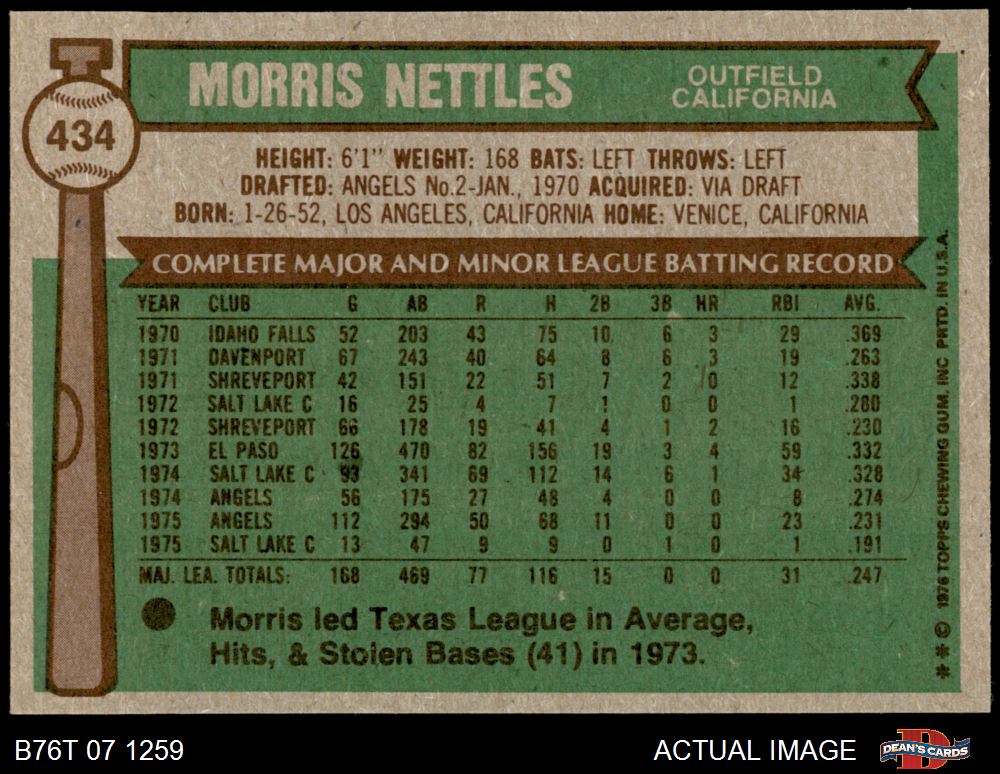 MORRIS NETTLES
OUTFIELD
CALIFORNIA
434
HEIGHT: 6'1" WEIGHT: 168 BATS: LEFT THROWS: LEFT
DRAFTED: ANGELS No.2-JAN., 1970 ACQUIRED: VIA DRAFT
BORN: 1-26-52, LOS ANGELES, CALIFORNIA HOME: VENICE, CALIFORNIA
COMPLETE MAJOR AND MINOR LEAGUE BATTING RECORD
YEAR CLUB G AB R H 2B 3B HR RBI AVG.
1970 IDAHO FALLS 52 203 43 75 10 6 3 29 .369
1971 DAVENPORT 67 243 40 64 8 6 3 19 .263
1971 SHREVEPORT 42 151 22 51 7 2 0 12 .338
1972 SALT LAKE C 16 25 4 7 1 0 0 1 .280
1972 SHREVEPORT 66 178 19 41 4 1 2 16 .230
1973 EL PASO 126 470 82 156 19 3 4 59 .332
1974 SALT LAKE C 93 341 69 112 14 6 1 34 .328
1974 ANGELS 56 175 27 48 4 0 0 8 .274
1975 ANGELS 112 294 50 68 11 0 0 23 .231
1975 SALT LAKE C 13 47 9 9 0 1 0 1 .191
MAJ. LEA. TOTALS: 168 469 77 116 15 0 0 31 .247
Morris led Texas League in Average,
Hits, & Stolen Bases (41) in 1973.
* * © 1976 TOPPS CHEWING GUM, INC PRTD. IN U.S.A.
B76T 07 1259
ACTUAL IMAGE
DEAN'S CARDS